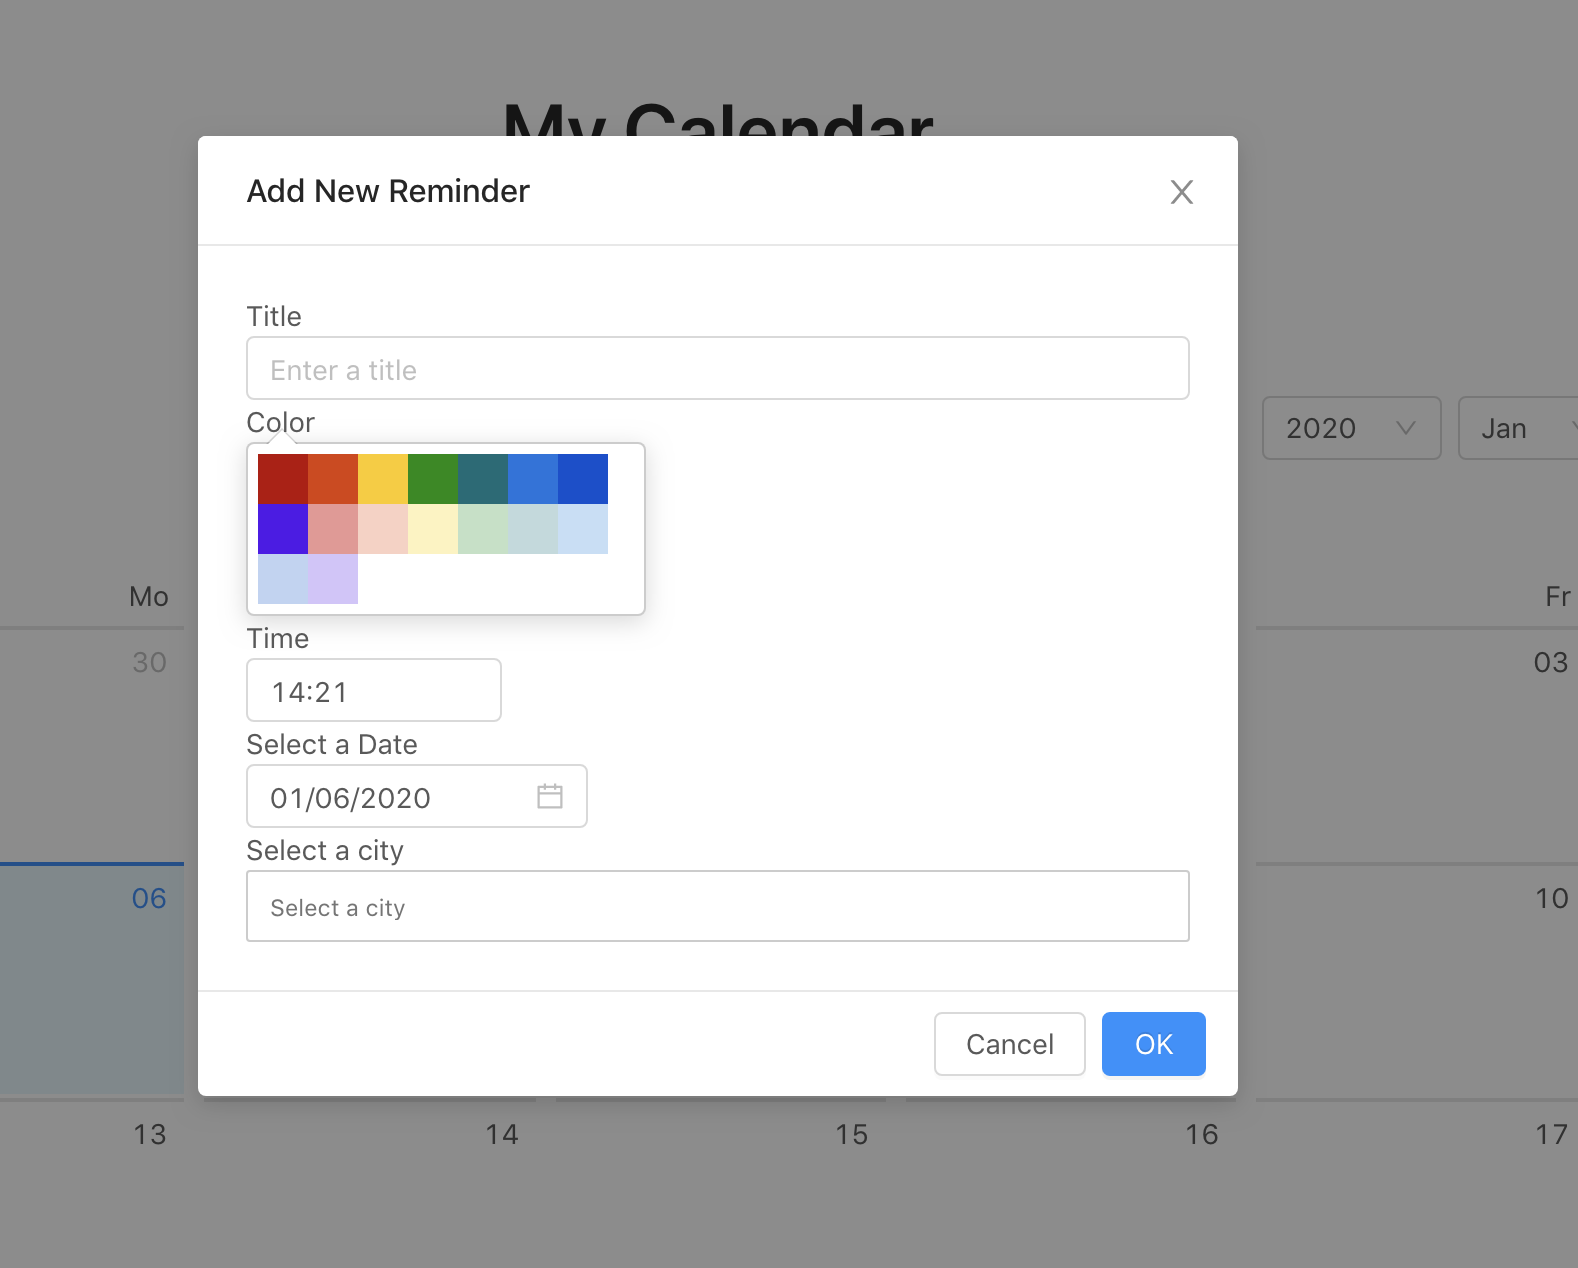 My Calendar
Add New Reminder
Title
Enter a title
Color
2020
Jan
Mo
Fr
Time
30
03
14:21
Select a Date
01/06/2020
Select a city
06
10
Select a city
Cancel
OK
13
14
15
16
17